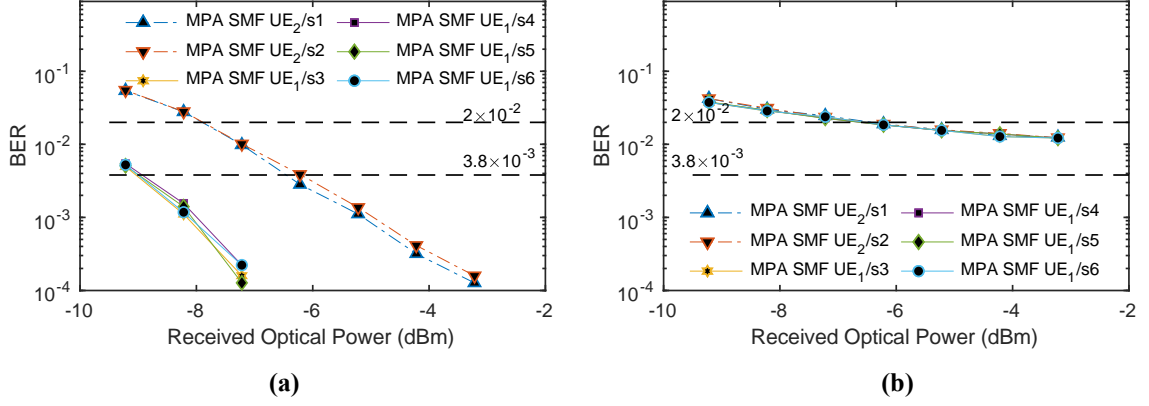 MPA SMF UE2/s1 MPA SMF UE1/s4
MPA SMF UE2/s2 MPA SMF UE1/s5
MPA SMF UE1/s3 MPA SMF UE1/s6
10^-1
10^-2
10^-3
10^-4
BER
2×10^-2
3.8×10^-3
-10 -8 -6 -4 -2
Received Optical Power (dBm)
(a)
10^-1
10^-2
10^-3
10^-4
BER
2×10^-2
3.8×10^-3
MPA SMF UE2/s1 MPA SMF UE1/s4
MPA SMF UE2/s2 MPA SMF UE1/s5
MPA SMF UE1/s3 MPA SMF UE1/s6
-10 -8 -6 -4 -2
Received Optical Power (dBm)
(b)